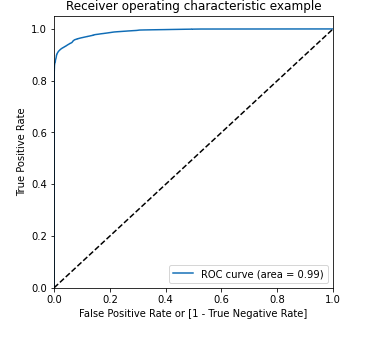 Receiver operating characteristic example
True Positive Rate
1.0
0.8
0.6
0.4
0.2
0.0
ROC curve (area = 0.99)
0.0 0.2 0.4 0.6 0.8 1.0
False Positive Rate or [1 - True Negative Rate]